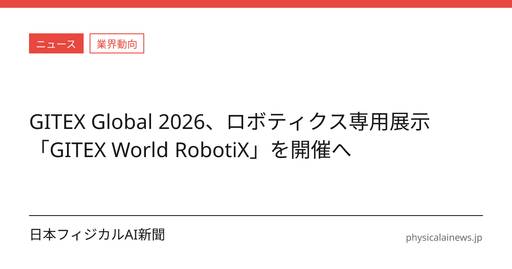 ニュース 業界動向
GITEX Global 2026、ロボティクス専用展示
「GITEX World RobotiX」を開催へ
日本フィジカルAI新聞
physicalainews.jp